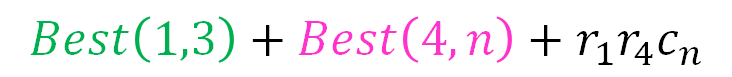 Best(1,3) + Best(4, n) + r₁r₄cₙ